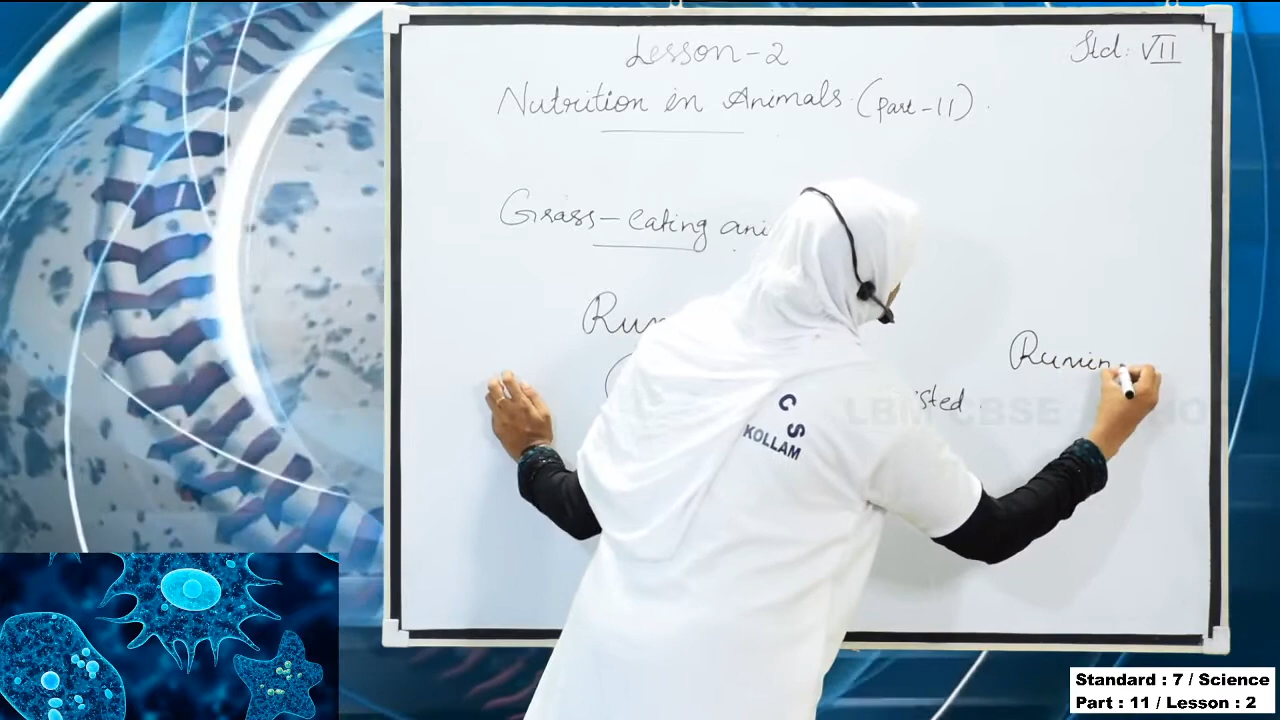 Lesson-2
Std: VII
Nutrition in Animals (Part-11).
Grass-eating ani
Rum
sted.
Rumin
C S
KOLLAM
Standard : 7 / Science
Part : 11 / Lesson : 2